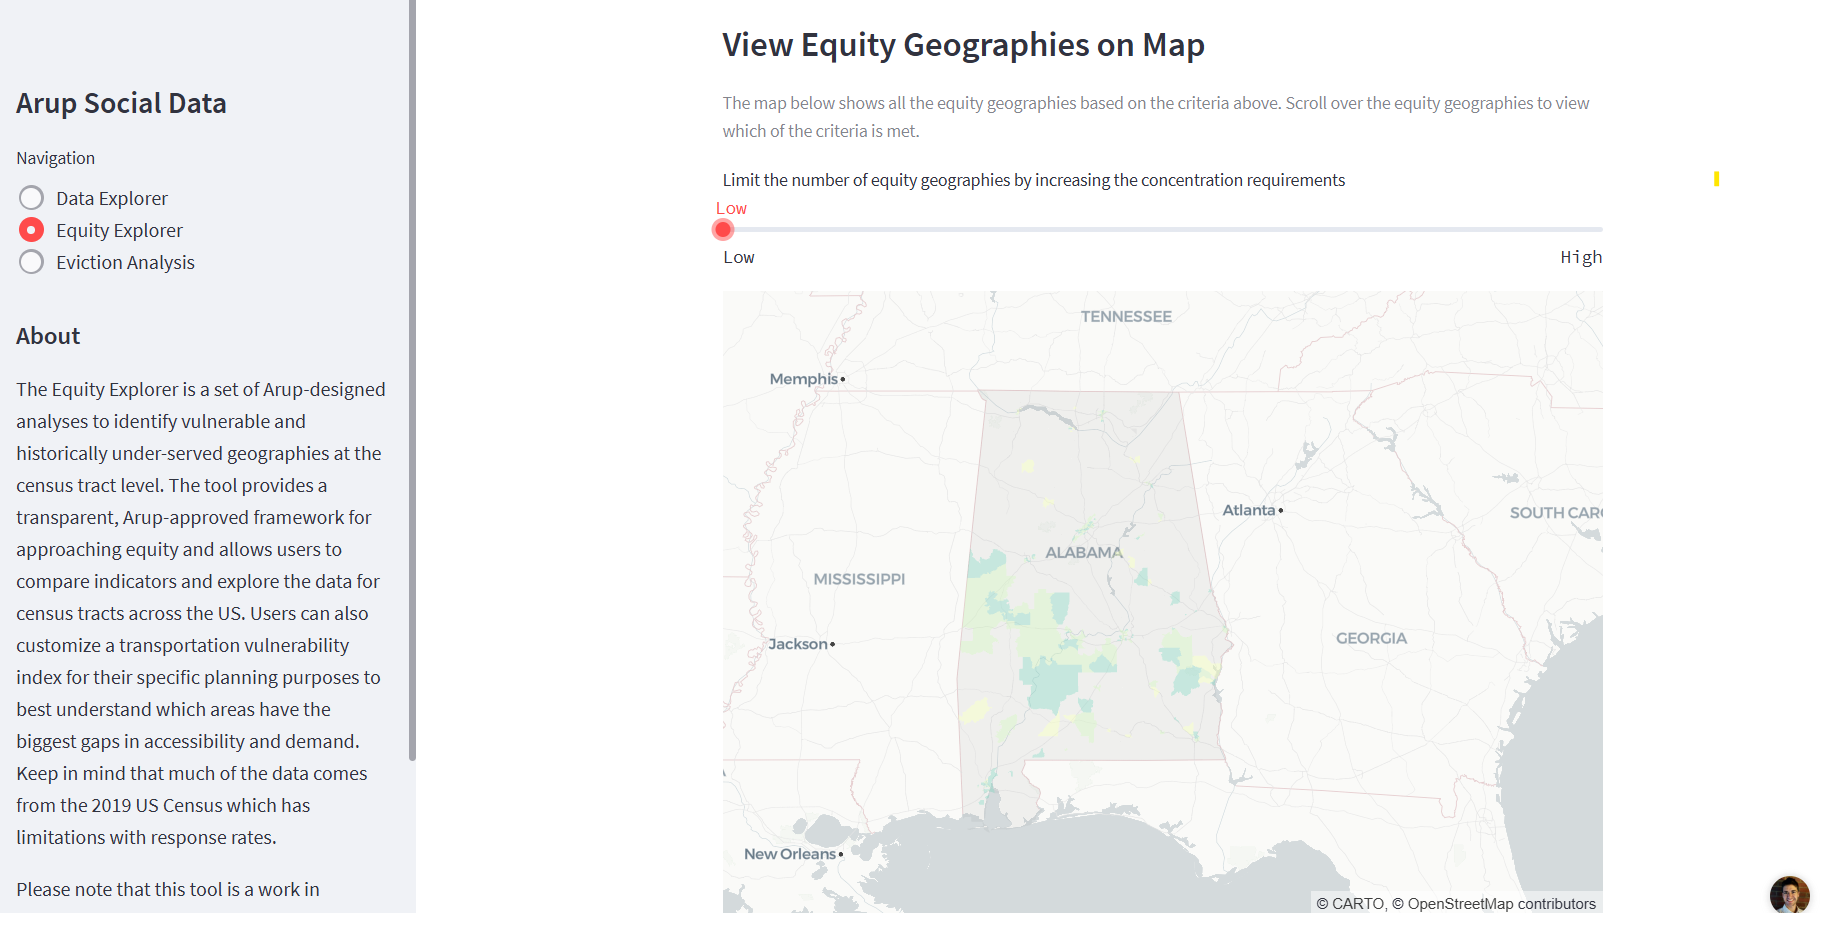 Arup Social Data
Navigation
Data Explorer
Equity Explorer
Eviction Analysis
About
The Equity Explorer is a set of Arup-designed
analyses to identify vulnerable and
historically under-served geographies at the
census tract level. The tool provides a
transparent, Arup-approved framework for
approaching equity and allows users to
compare indicators and explore the data for
census tracts across the US. Users can also
customize a transportation vulnerability
index for their specific planning purposes to
best understand which areas have the
biggest gaps in accessibility and demand.
Keep in mind that much of the data comes
from the 2019 US Census which has
limitations with response rates.
Please note that this tool is a work in
View Equity Geographies on Map
The map below shows all the equity geographies based on the criteria above. Scroll over the equity geographies to view
which of the criteria is met.
Limit the number of equity geographies by increasing the concentration requirements
Low
Low High
TENNESSEE
Memphis
Atlanta
SOUTH CAR
ALABAMA
MISSISSIPPI
GEORGIA
Jackson
New Orleans
© CARTO, © OpenStreetMap contributors